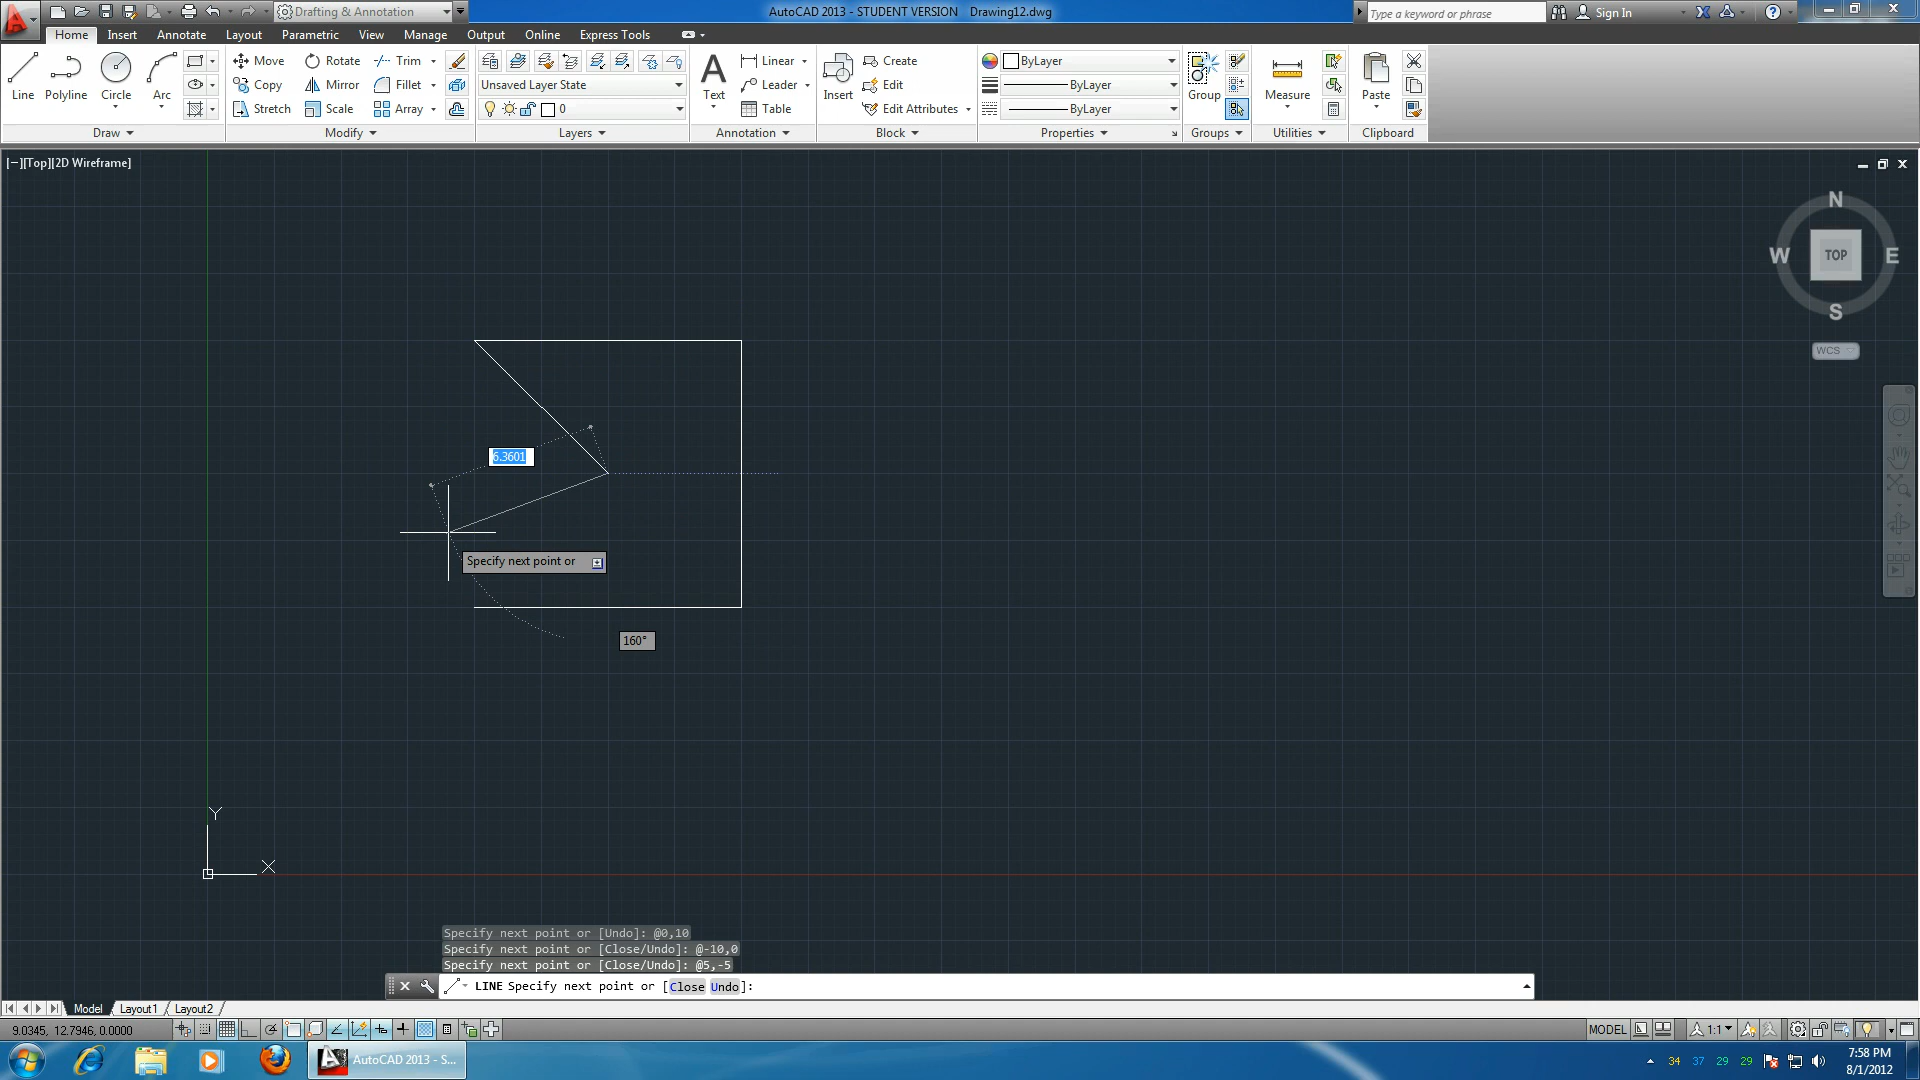 Drafting & Annotation
AutoCAD 2013 - STUDENT VERSION Drawing12.dwg
Type a keyword or phrase
Sign In
Home Insert Annotate Layout Parametric View Manage Output Online Express Tools
Line Polyline Circle Arc
Draw
Move Rotate Trim
Copy Mirror Fillet
Stretch Scale Array
Modify
Unsaved Layer State
0
Layers
Text
Linear
Leader
Table
Annotation
Insert
Create
Edit
Edit Attributes
Block
ByLayer
ByLayer
ByLayer
Properties
Group
Groups
Measure
Utilities
Paste
Clipboard
[−][Top][2D Wireframe]
N
W TOP E
S
WCS
6.3601
Specify next point or
160°
Y
X
Specify next point or [Undo]: @0,10
Specify next point or [Close/Undo]: @-10,0
Specify next point or [Close/Undo]: @5,-5
LINE Specify next point or [Close Undo]:
Model Layout1 Layout2
9.0345, 12.7946, 0.0000
MODEL
1:1
AutoCAD 2013 - S...
34 37 29 29
7:58 PM
8/1/2012